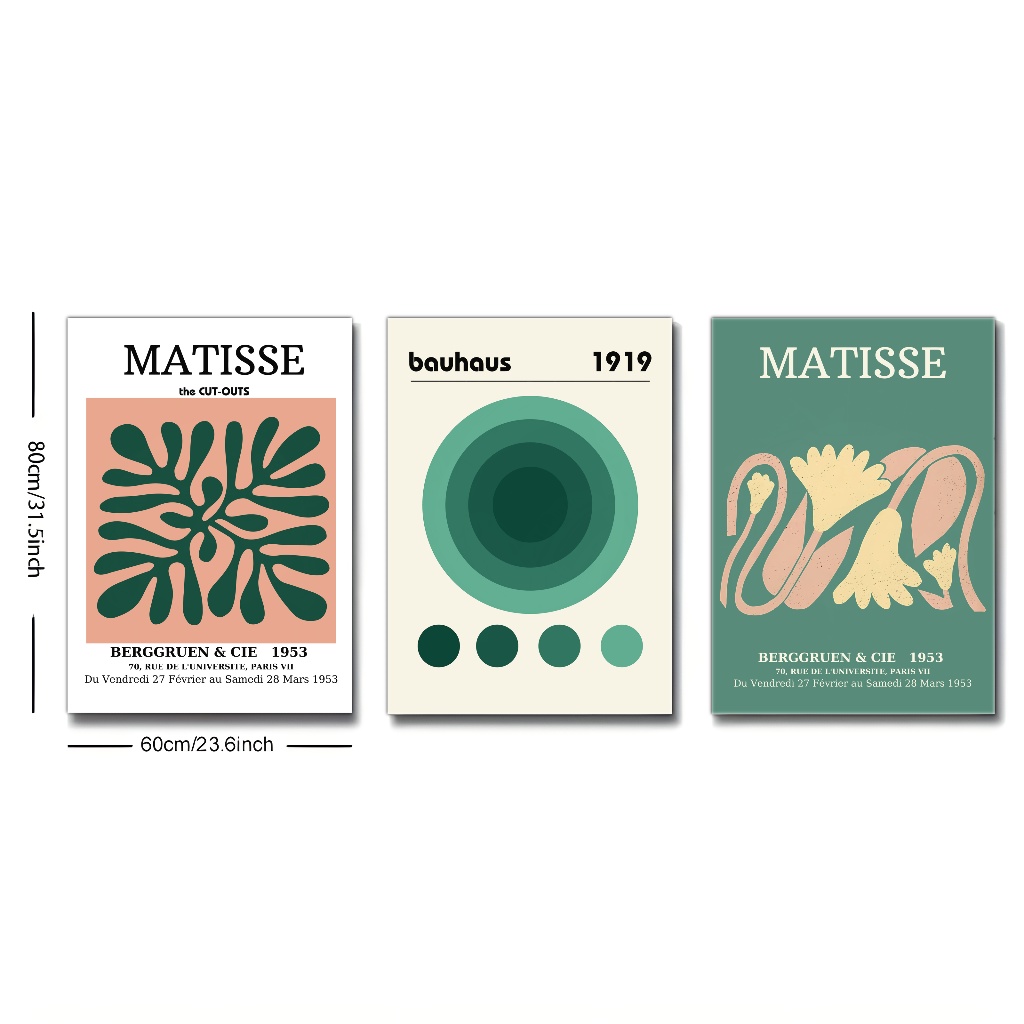 80cm/31.5inch
MATISSE
the CUT-OUTS
BERGGRUEN & CIE 1953
70, RUE DE L'UNIVERSITE, PARIS VII
Du Vendredi 27 Février au Samedi 28 Mars 1953
60cm/23.6inch
bauhaus 1919
MATISSE
BERGGRUEN & CIE 1953
70, RUE DE L'UNIVERSITE, PARIS VII
Du Vendredi 27 Février au Samedi 28 Mars 1953